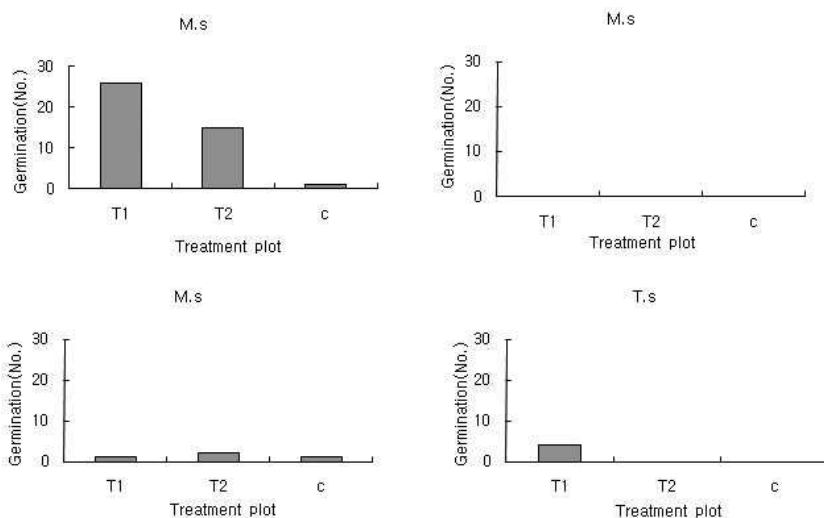 M.s
30
20
10
0
Germination(No.)
T1 T2 c
Treatment plot
M.s
30
20
10
0
Germination(No.)
T1 T2 c
Treatment plot
M.s
30
20
10
0
Germination(No.)
T1 T2 c
Treatment plot
T.s
30
20
10
0
Germination(No.)
T1 T2 c
Treatment plot